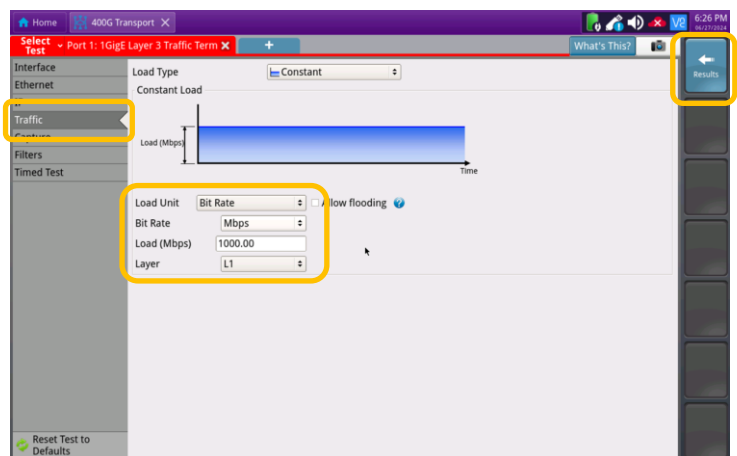 Home
400G Transport
6:26 PM
06/27/2024
Select Test
Port 1: 1GigE Layer 3 Traffic Term
+
What's This?
Results
Interface
Ethernet
Traffic
Capture
Filters
Timed Test
Load Type
Constant
Constant Load
Load (Mbps)
Time
Load Unit
Bit Rate
Allow flooding
Bit Rate
Mbps
Load (Mbps)
1000.00
Layer
L1
Reset Test to
Defaults